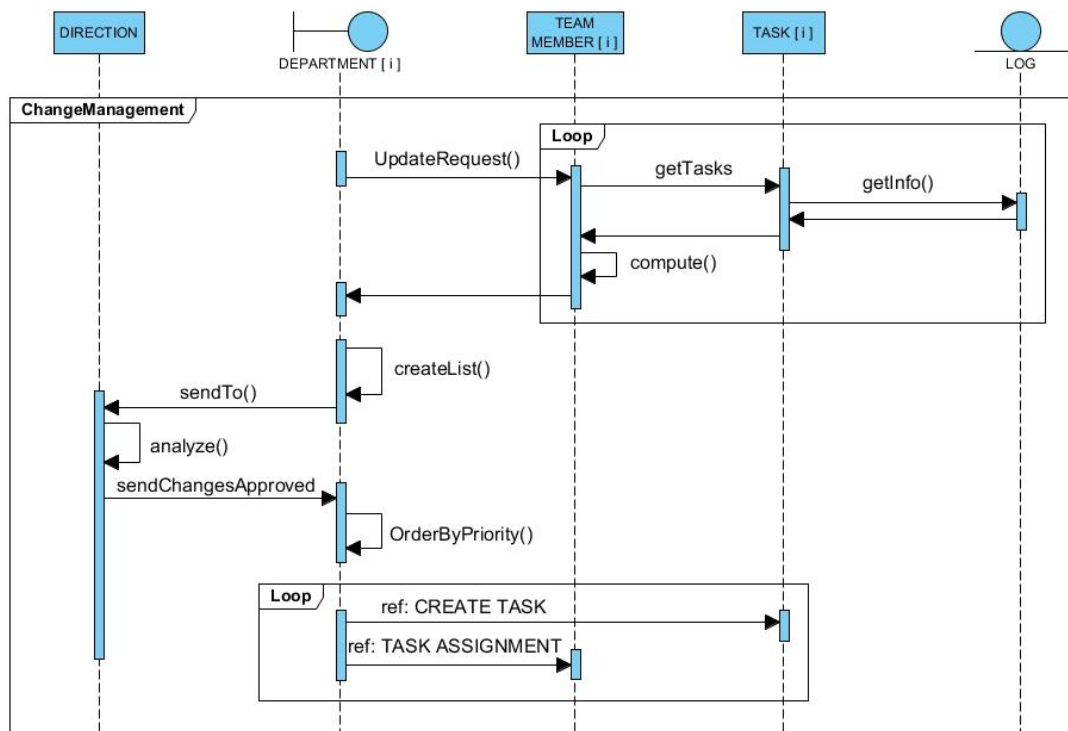 DIRECTION
DEPARTMENT [ i ]
TEAM
MEMBER [ i ]
TASK [ i ]
LOG
ChangeManagement
Loop
UpdateRequest()
getTasks
getInfo()
compute()
createList()
sendTo()
analyze()
sendChangesApproved
OrderByPriority()
Loop
ref: CREATE TASK
ref: TASK ASSIGNMENT